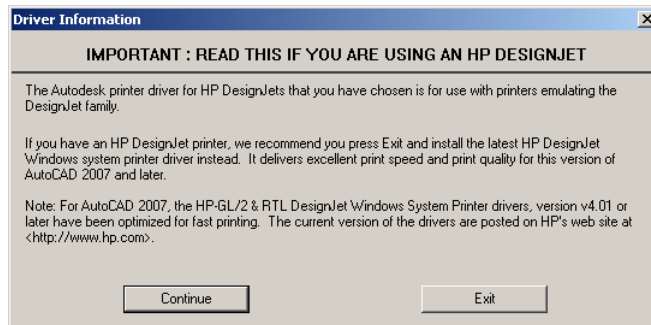 Driver Information
IMPORTANT : READ THIS IF YOU ARE USING AN HP DESIGNJET
The Autodesk printer driver for HP DesignJets that you have chosen is for use with printers emulating the
DesignJet family.
If you have an HP DesignJet printer, we recommend you press Exit and install the latest HP DesignJet
Windows system printer driver instead.  It delivers excellent print speed and print quality for this version of
AutoCAD 2007 and later.
Note: For AutoCAD 2007, the HP-GL/2 & RTL DesignJet Windows System Printer drivers, version v4.01 or
later have been optimized for fast printing.  The current version of the drivers are posted on HP's web site at
<http://www.hp.com>.
Continue
Exit